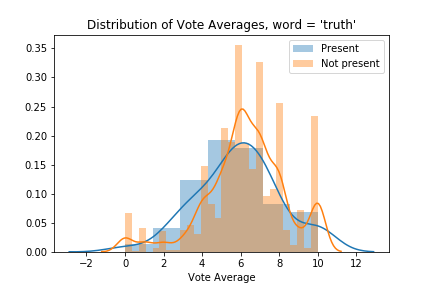 Distribution of Vote Averages, word = 'truth'
Present
Not present
0.35
0.30
0.25
0.20
0.15
0.10
0.05
0.00
−2 0 2 4 6 8 10 12
Vote Average